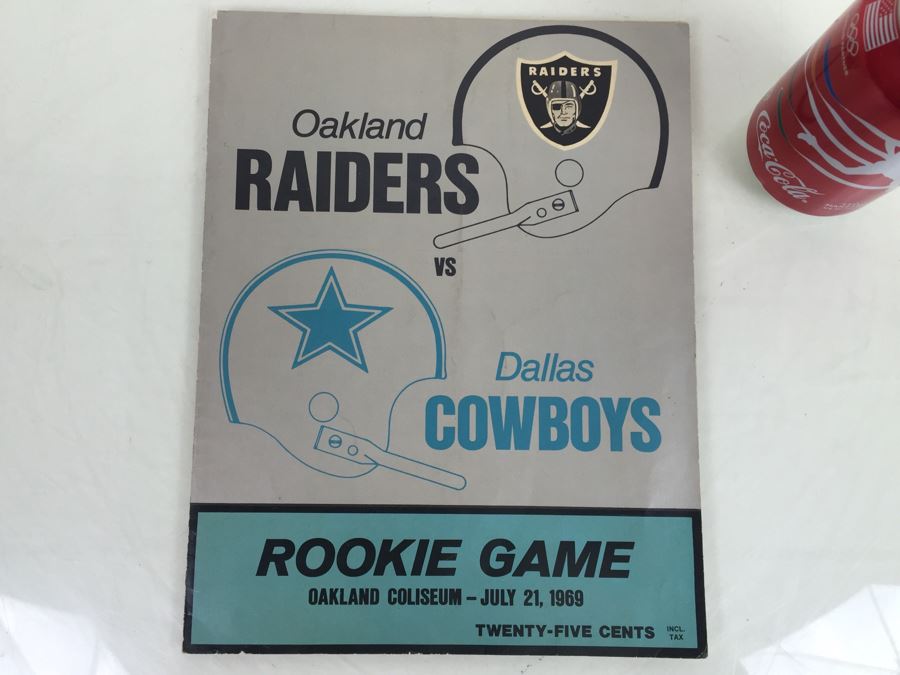 RAIDERS
Oakland
RAIDERS
VS
Dallas
COWBOYS
ROOKIE GAME
OAKLAND COLISEUM – JULY 21, 1969
TWENTY-FIVE CENTS INCL. TAX
Coca-Cola